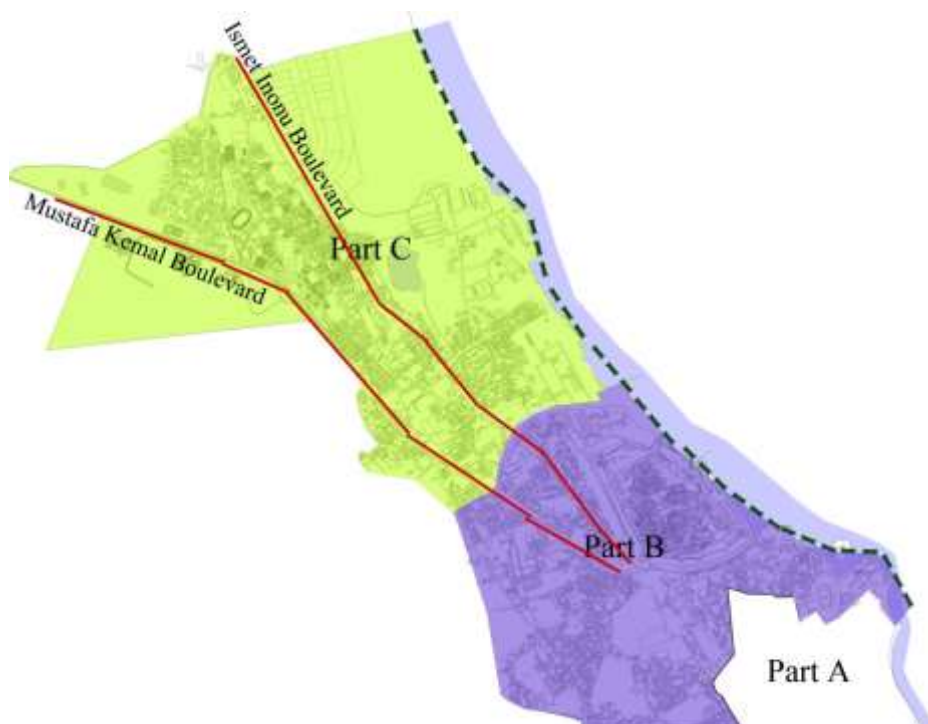 Ismet Inonu Boulevard
Mustafa Kemal Boulevard
Part C
Part B
Part A